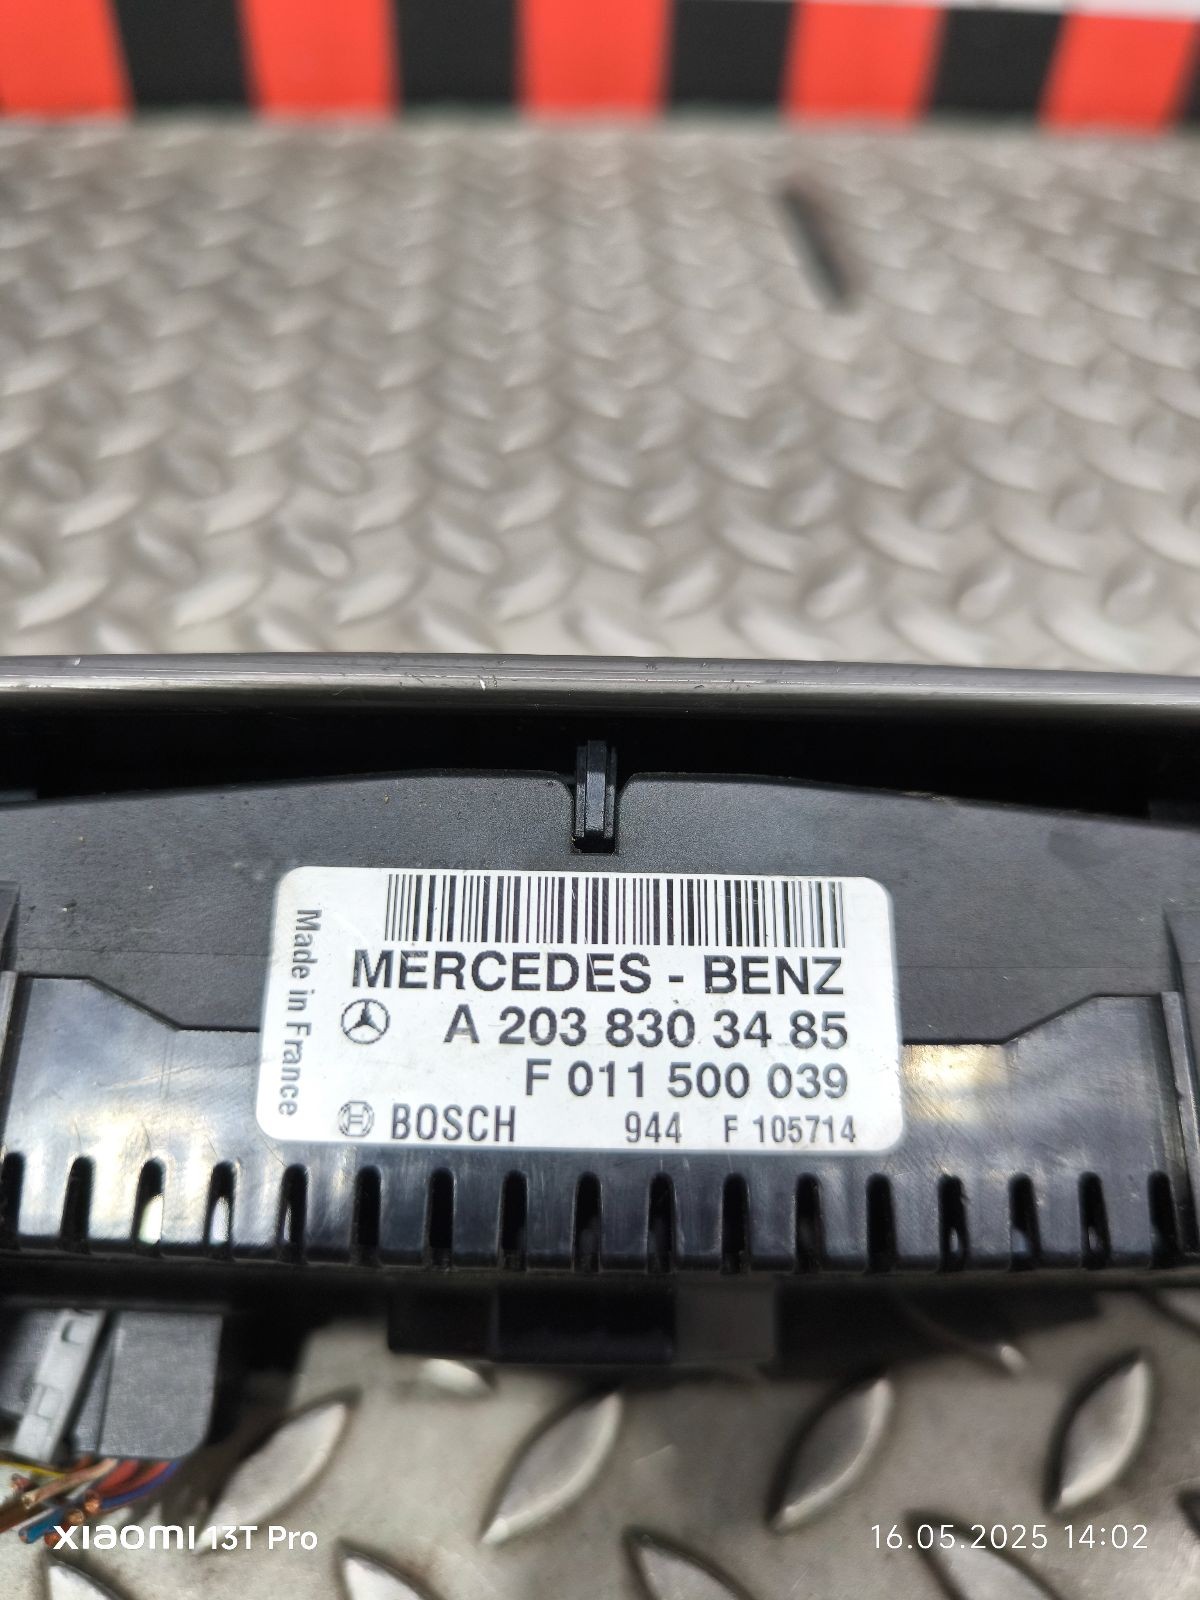 Made in France
MERCEDES - BENZ
A 203 830 34 85
F 011 500 039
BOSCH 944 F 105714
XIAOMI 13T Pro
16.05.2025 14:02